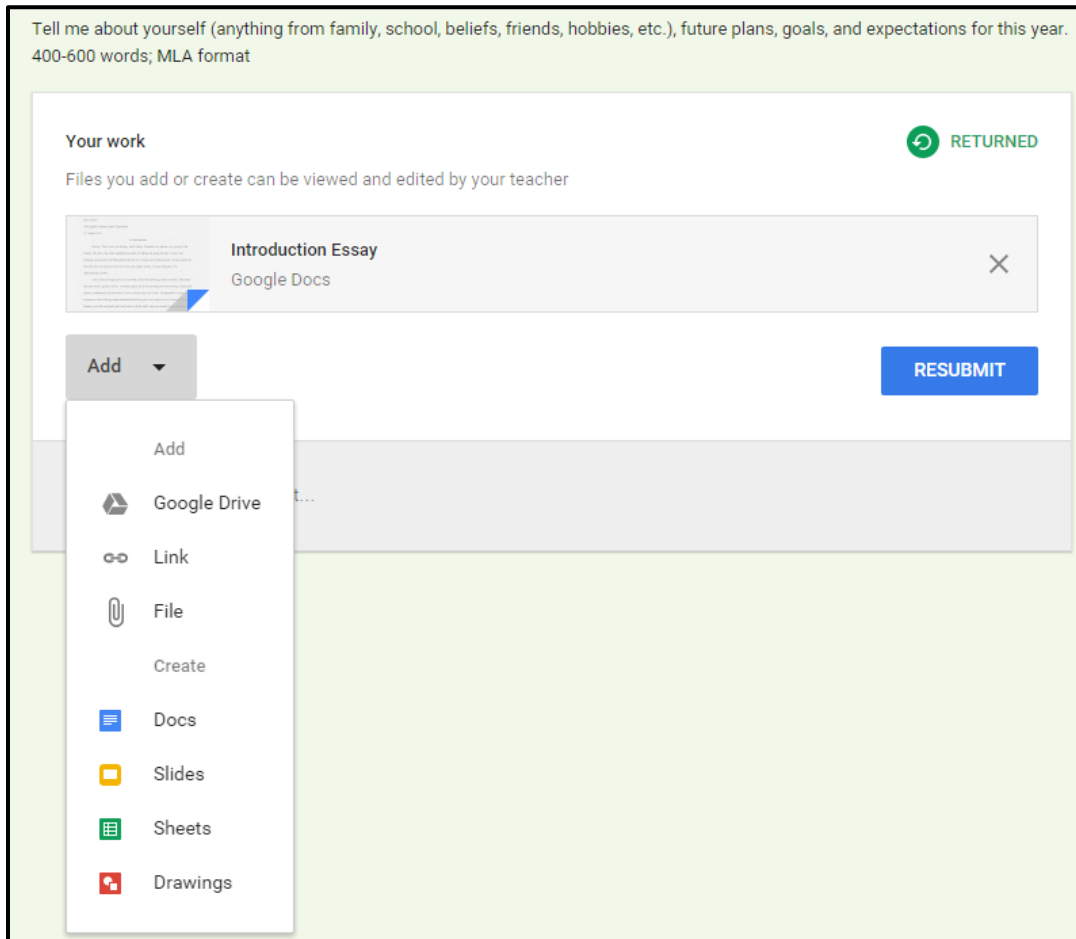 Tell me about yourself (anything from family, school, beliefs, friends, hobbies, etc.), future plans, goals, and expectations for this year.
400-600 words; MLA format
Your work
RETURNED
Files you add or create can be viewed and edited by your teacher
Introduction Essay
Google Docs
Add
RESUBMIT
Add
t...
Google Drive
Link
File
Create
Docs
Slides
Sheets
Drawings